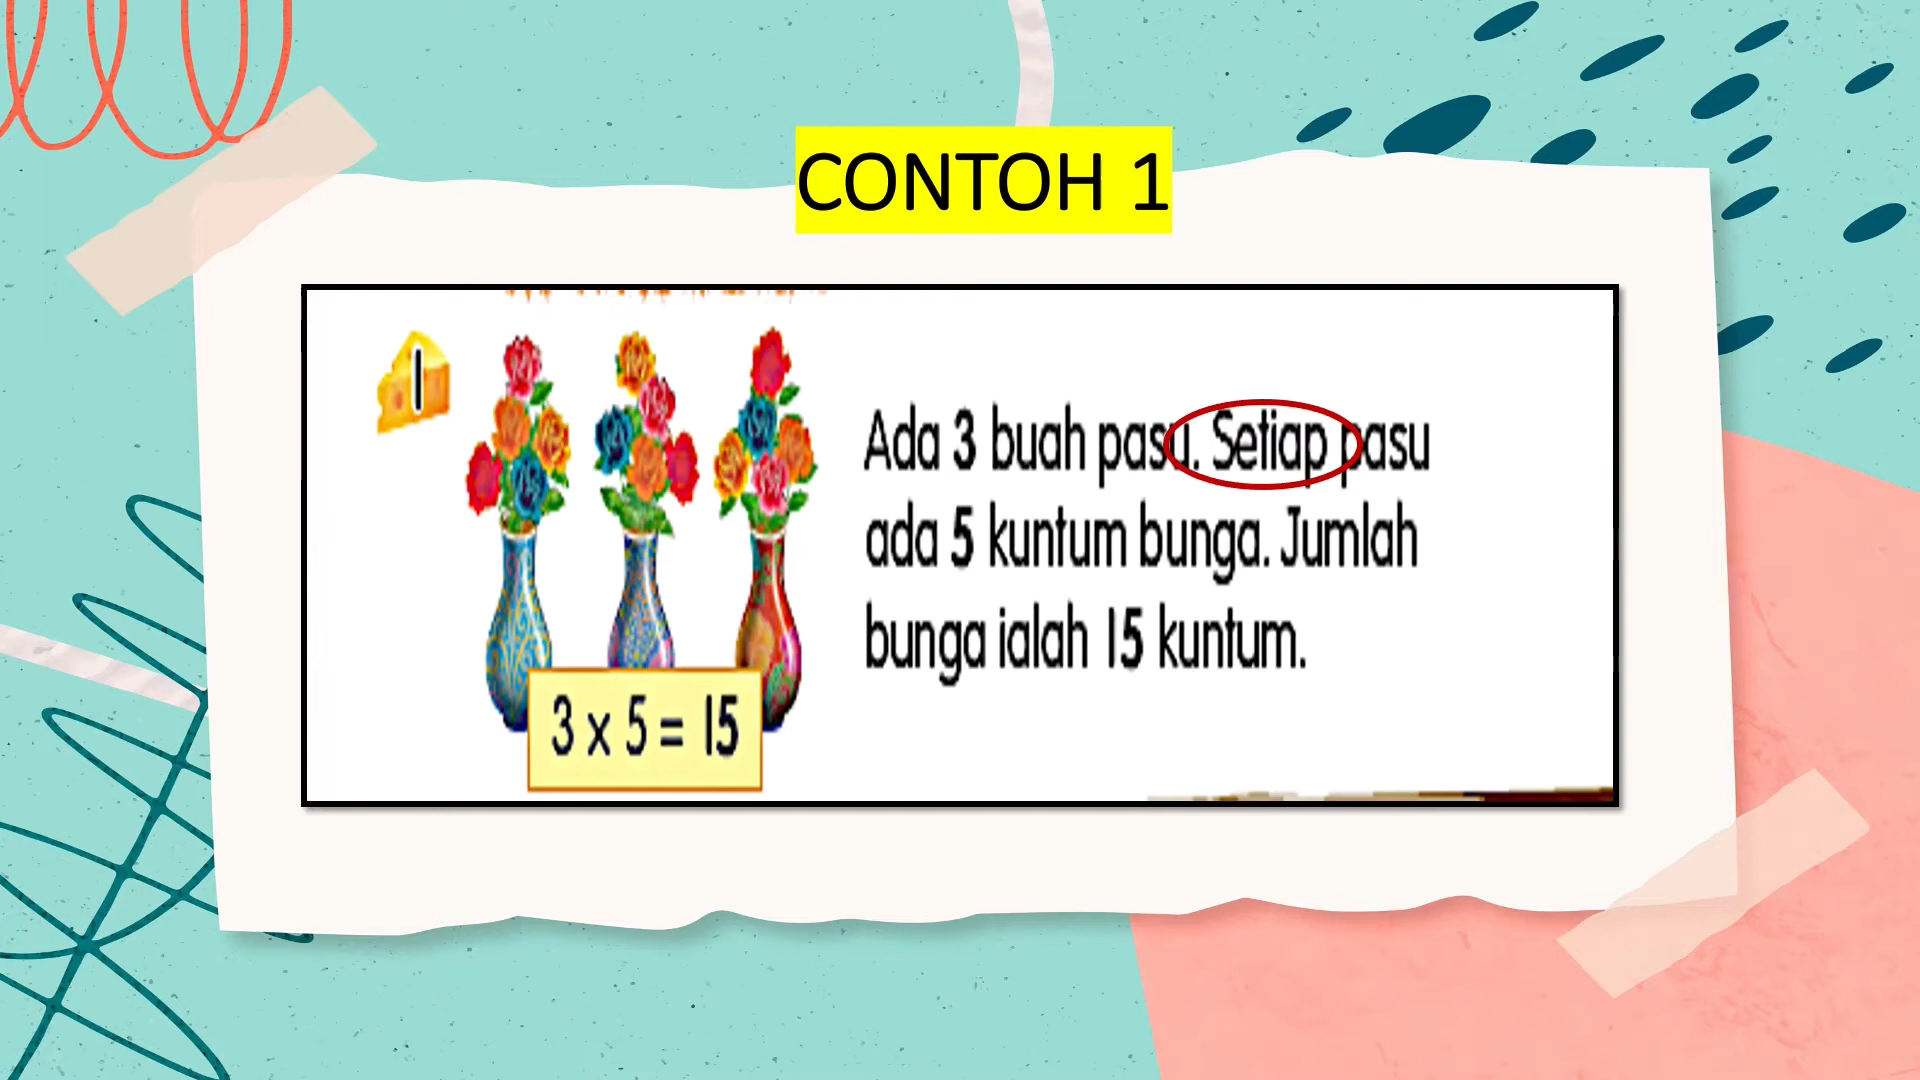 CONTOH 1
1
Ada 3 buah pasu. Setiap pasu
ada 5 kuntum bunga. Jumlah
bunga ialah 15 kuntum.
3 x 5 = 15